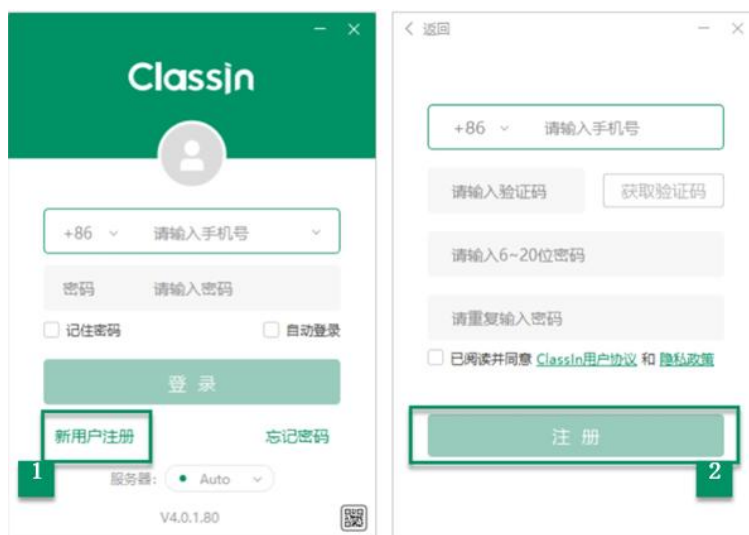 ClassIn
+86 请输入手机号
密码 请输入密码
记住密码 自动登录
登 录
新用户注册 忘记密码
1
服务器: Auto
V4.0.1.80
返回
+86 请输入手机号
请输入验证码 获取验证码
请输入6~20位密码
请重复输入密码
已阅读并同意 ClassIn用户协议 和 隐私政策
注 册
2